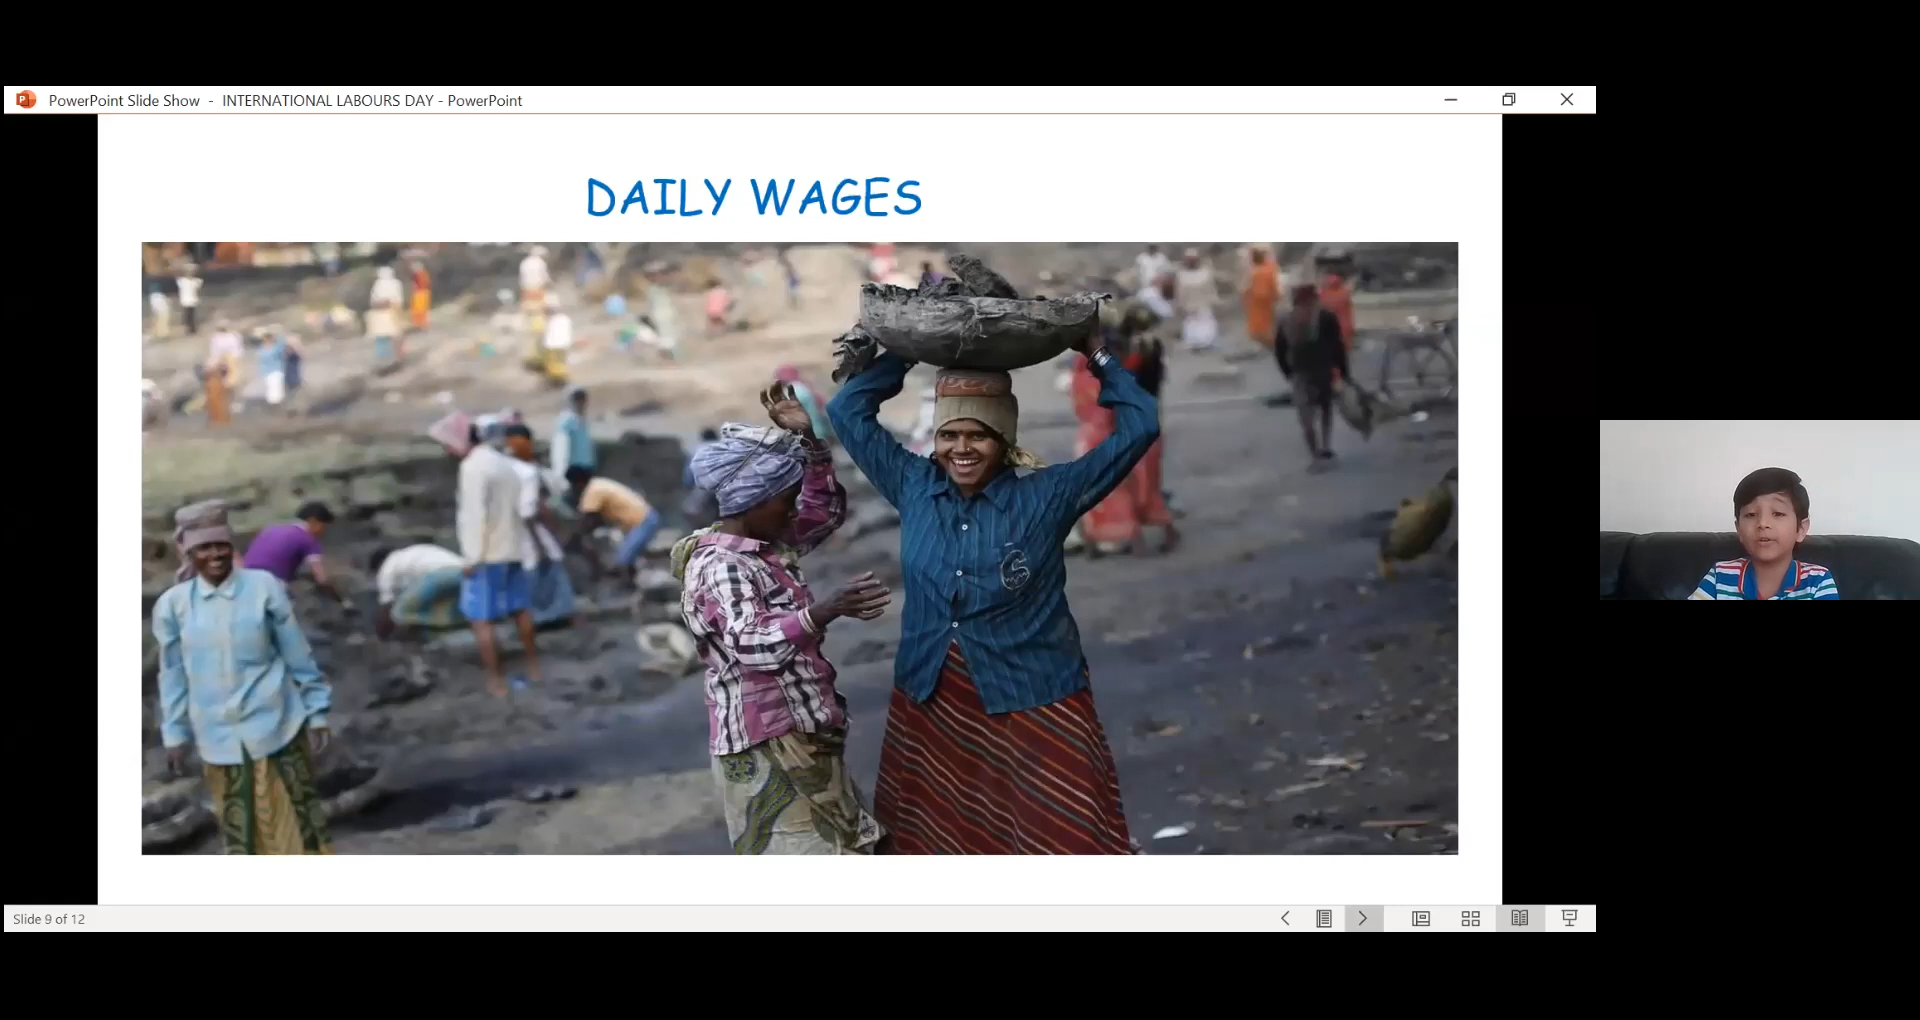 PowerPoint Slide Show - INTERNATIONAL LABOURS DAY - PowerPoint
DAILY WAGES
Slide 9 of 12